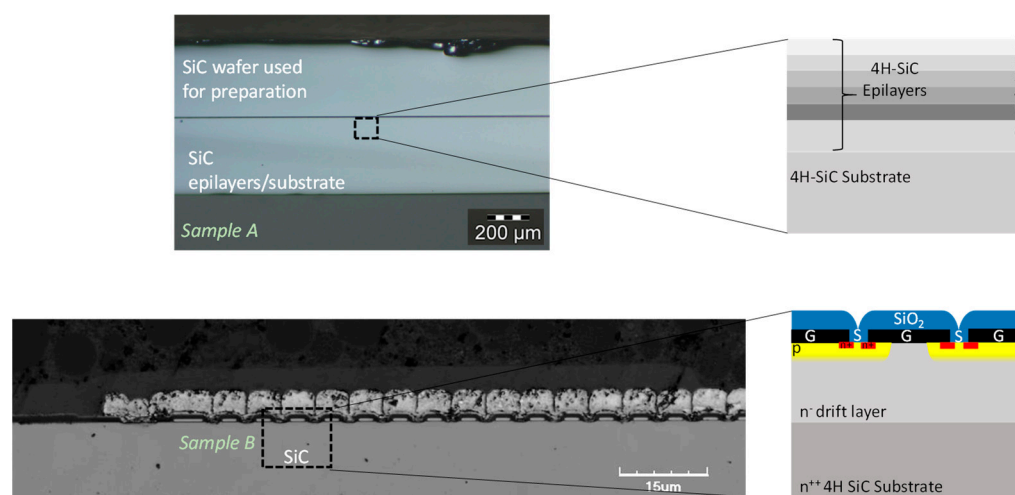 SiC wafer used
for preparation
SiC
epilayers/substrate
Sample A
200 µm
4H-SiC
Epilayers
4H-SiC Substrate
Sample B
SiC
15um
SiO₂
G
S
G
S
G
p
n+
n+
n⁻ drift layer
n⁺⁺ 4H SiC Substrate